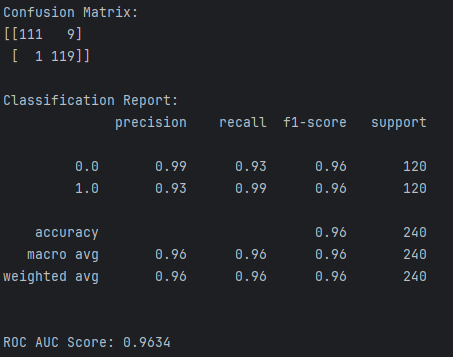 Confusion Matrix:
[[111   9]
 [  1 119]]
Classification Report:
              precision    recall  f1-score   support
         0.0       0.99      0.93      0.96       120
         1.0       0.93      0.99      0.96       120
    accuracy                           0.96       240
   macro avg       0.96      0.96      0.96       240
weighted avg       0.96      0.96      0.96       240
ROC AUC Score: 0.9634